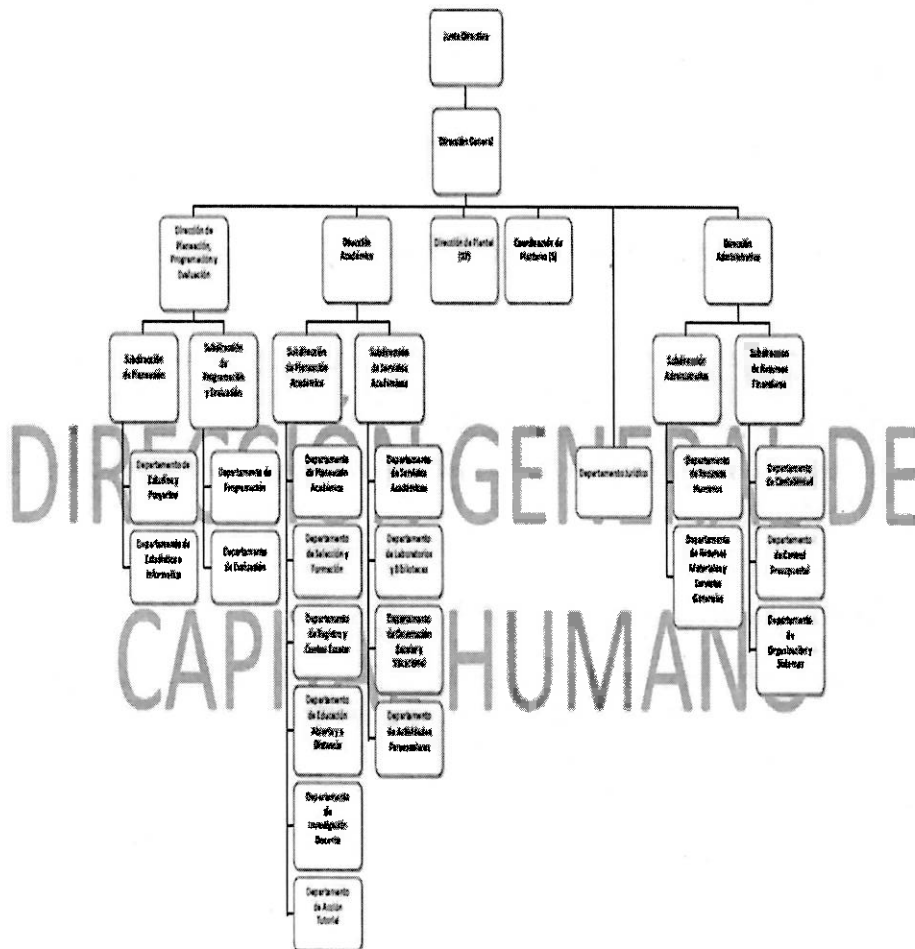 Junta Directiva
Dirección General
Dirección de
Planeación,
Programación y
Evaluación
Dirección
Académica
Dirección de Plantel
Coordinación de
Planteles (5)
Dirección
Administrativa
Subdirección
de Planeación
Subdirección
de
Programación
y Evaluación
Subdirección
de Planeación
Académica
Subdirección
de Servicios
Académicos
Subdirección
Administrativa
Subdirección
de Recursos
Financieros
DIRECCIÓN GENERAL DE
Departamento de
Estudios y
Proyectos
Departamento de
Programación
Departamento
de Planeación
Académica
Departamento
de Servicios
Académicos
Departamento Jurídico
Departamento
de Recursos
Humanos
Departamento
de Contabilidad
Departamento de
Estadística e
Informática
Departamento
de Evaluación
Departamento
de Selección y
Formación
Departamento
de Laboratorios
y Bibliotecas
Departamento
de Recursos
Materiales y
Servicios
Generales
Departamento
de Control
Presupuestal
CAPITAL HUMANO
Departamento
de Registro y
Control Escolar
Departamento
de Orientación
Escolar y
Vocacional
Departamento
de
Organización y
Sistemas
Departamento
de Educación
Abierta y a
Distancia
Departamento
de Actividades
Paraescolares
Departamento
de
Investigación
Docente
Departamento
de Acción
Tutorial